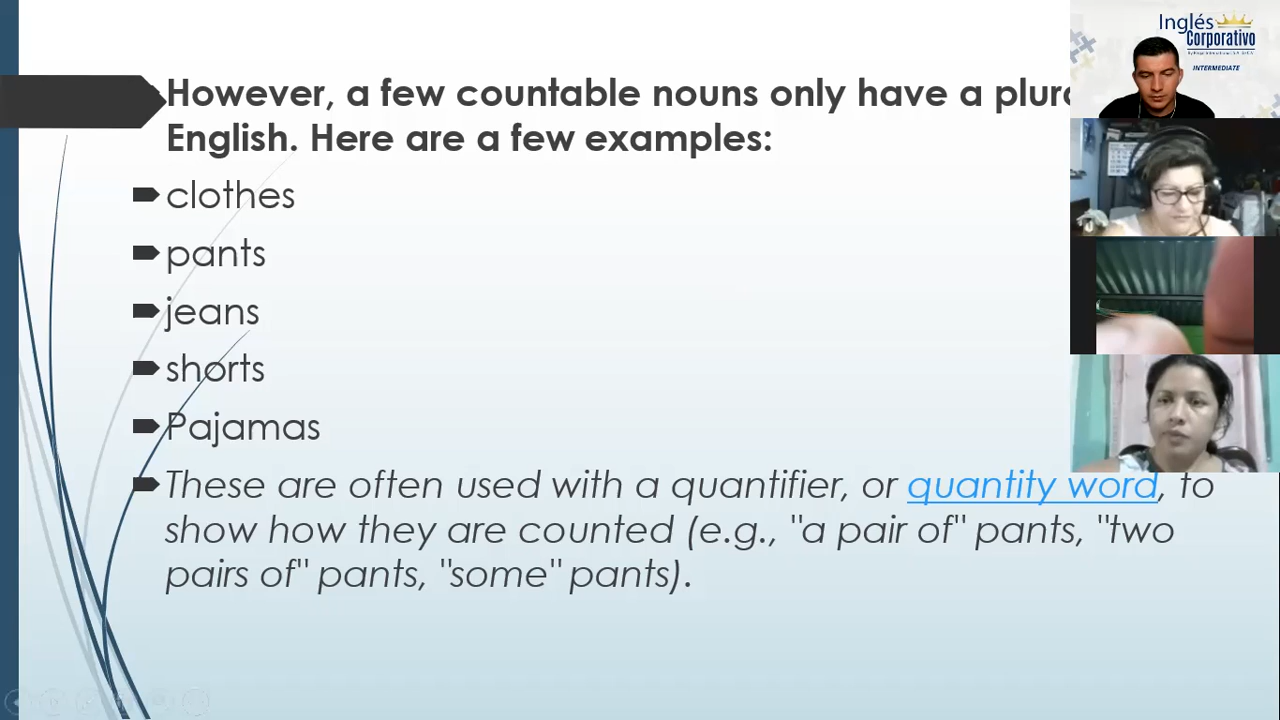 However, a few countable nouns only have a
English. Here are a few examples:
clothes
pants
jeans
shorts
Pajamas
These are often used with a quantifier, or quantity word, to
show how they are counted (e.g., "a pair of" pants, "two
pairs of" pants, "some" pants).
Inglés
Corporativo
INTERMEDIATE